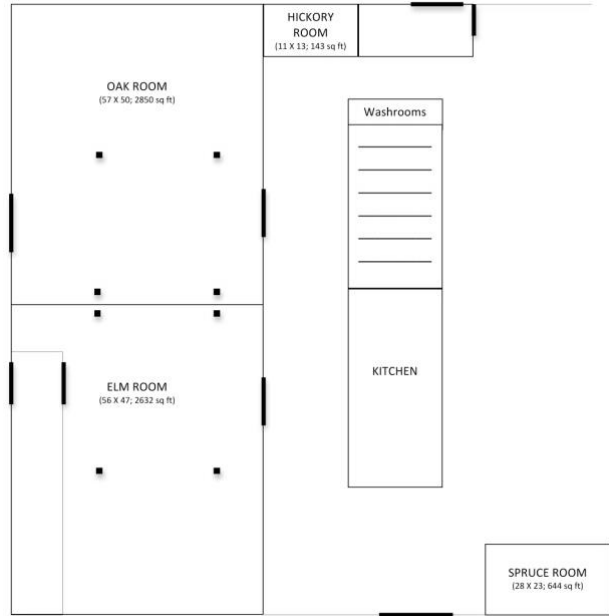 HICKORY
ROOM
(11 X 13; 143 sq ft)
OAK ROOM
(57 X 50; 2850 sq ft)
Washrooms
KITCHEN
ELM ROOM
(56 X 47; 2632 sq ft)
SPRUCE ROOM
(28 X 23; 644 sq ft)